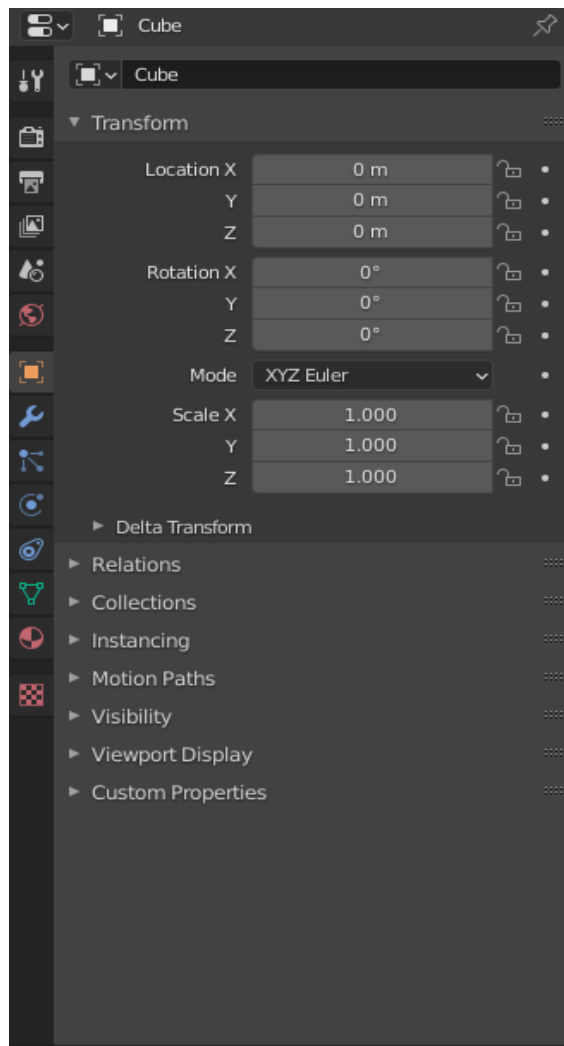 Cube
Cube
Transform
Location X 0 m
Y 0 m
Z 0 m
Rotation X 0°
Y 0°
Z 0°
Mode XYZ Euler
Scale X 1.000
Y 1.000
Z 1.000
Delta Transform
Relations
Collections
Instancing
Motion Paths
Visibility
Viewport Display
Custom Properties